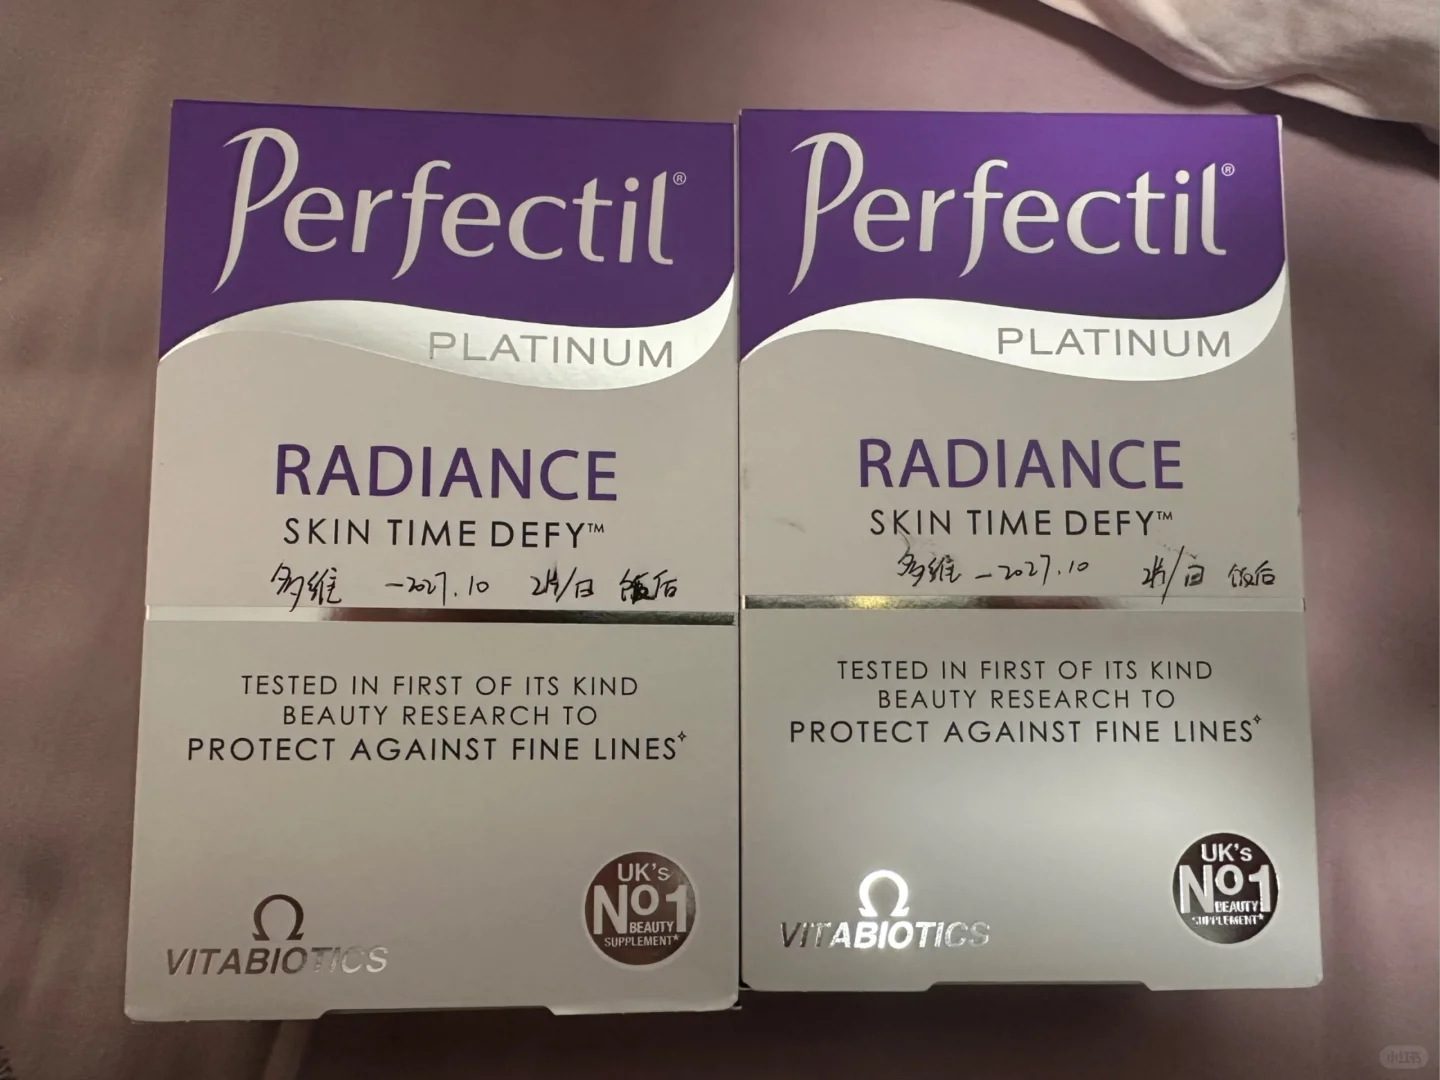 Perfectil®
PLATINUM
RADIANCE
SKIN TIME DEFY™
多维 -2027.10 2片/日 饭后
TESTED IN FIRST OF ITS KIND
BEAUTY RESEARCH TO
PROTECT AGAINST FINE LINES✧
Ω
VITABIOTICS
UK's
No1
BEAUTY
SUPPLEMENT*
Perfectil®
PLATINUM
RADIANCE
SKIN TIME DEFY™
多维 -2027.10 2片/日 饭后
TESTED IN FIRST OF ITS KIND
BEAUTY RESEARCH TO
PROTECT AGAINST FINE LINES✧
Ω
VITABIOTICS
UK's
No1
BEAUTY
SUPPLEMENT*
小红书